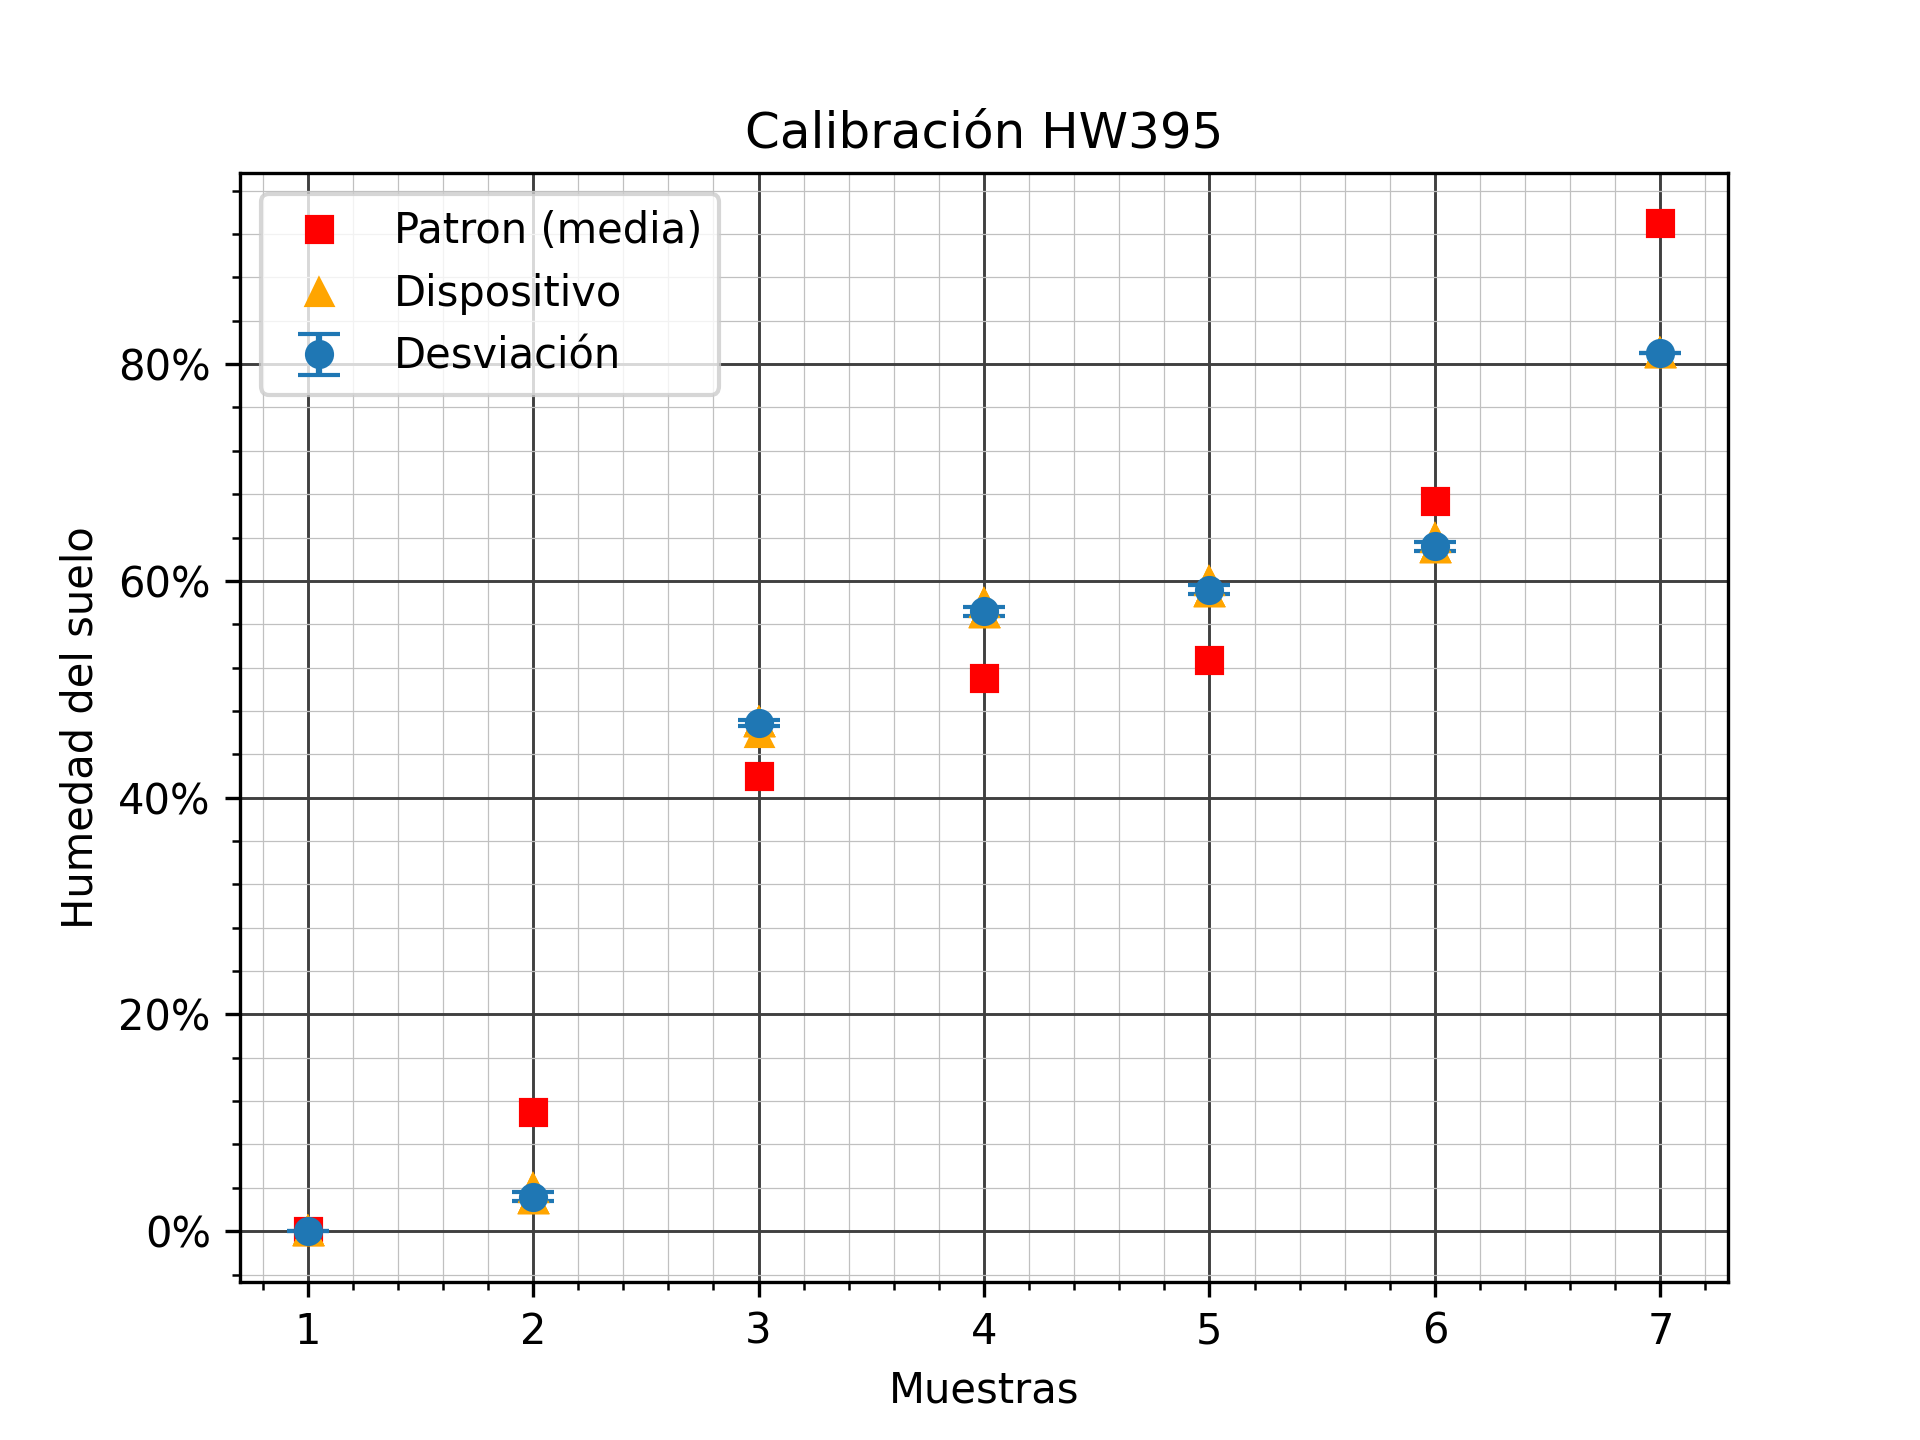 Calibración HW395
Patron (media)
Dispositivo
Desviación
80%
60%
40%
20%
0%
Humedad del suelo
1 2 3 4 5 6 7
Muestras